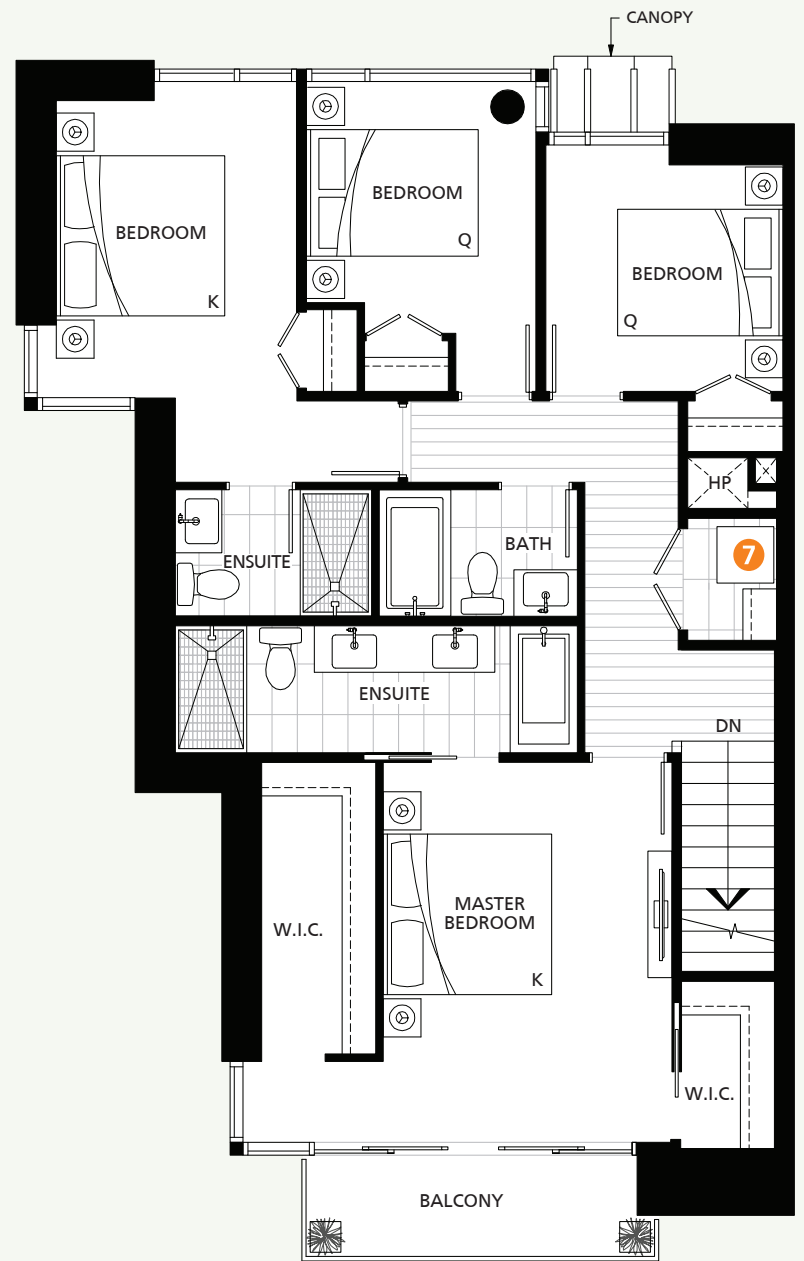 CANOPY
BEDROOM
K
BEDROOM
Q
BEDROOM
Q
HP
ENSUITE
BATH
7
ENSUITE
DN
W.I.C.
MASTER
BEDROOM
K
W.I.C.
BALCONY